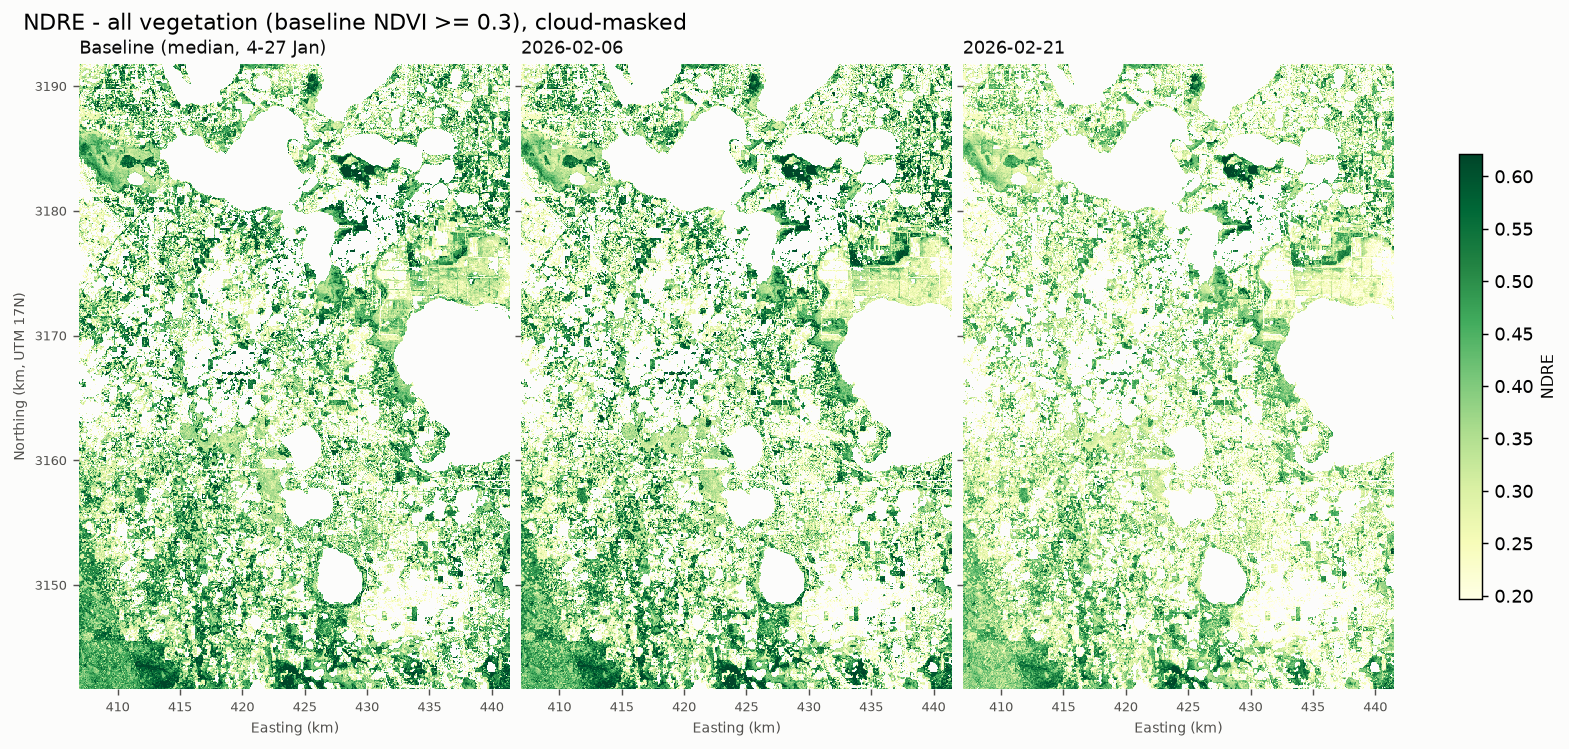 NDRE - all vegetation (baseline NDVI >= 0.3), cloud-masked
Baseline (median, 4-27 Jan)
2026-02-06
2026-02-21
3190
3180
3170
3160
3150
Northing (km, UTM 17N)
410 415 420 425 430 435 440
410 415 420 425 430 435 440
410 415 420 425 430 435 440
Easting (km)
Easting (km)
Easting (km)
0.60
0.55
0.50
0.45
0.40
0.35
0.30
0.25
0.20
NDRE